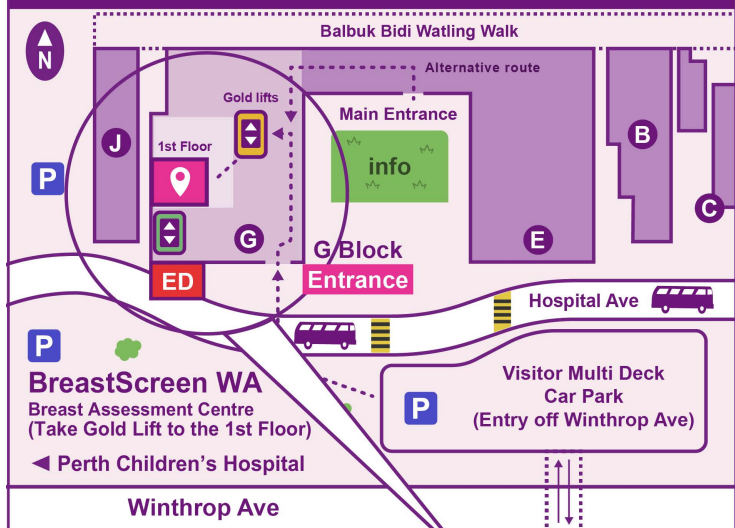 Balbuk Bidi Watling Walk
N
Alternative route
Gold lifts
Main Entrance
J
1st Floor
B
P
info
C
G
E
G Block
Entrance
ED
Hospital Ave
P
BreastScreen WA
Breast Assessment Centre
(Take Gold Lift to the 1st Floor)
Perth Children's Hospital
P
Visitor Multi Deck
Car Park
(Entry off Winthrop Ave)
Winthrop Ave